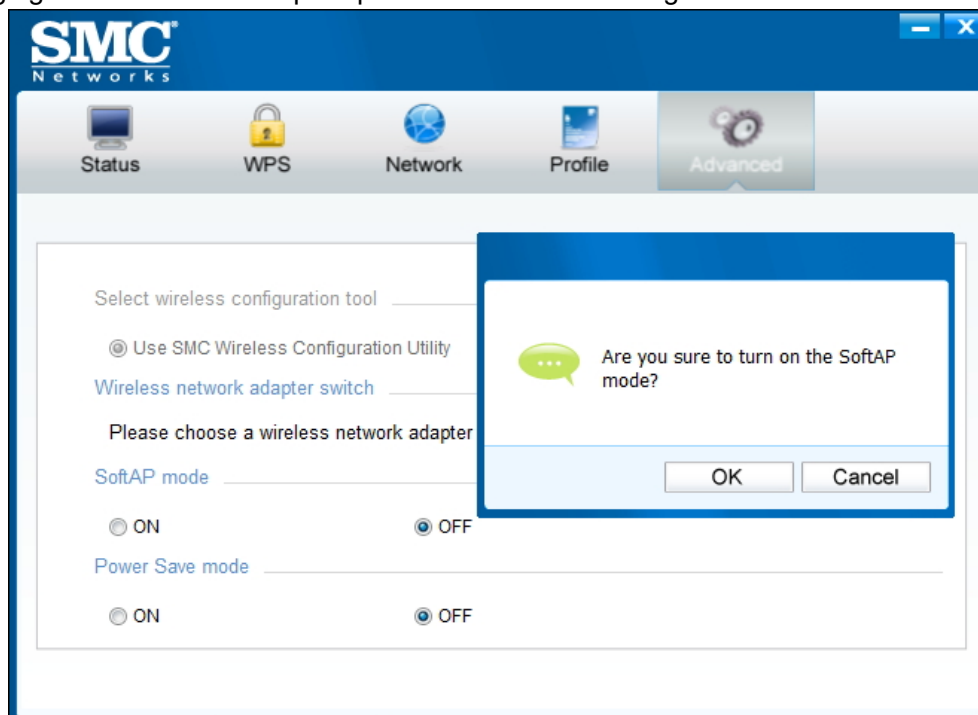 SMC
Networks
Status WPS Network Profile Advanced
Select wireless configuration tool
Use SMC Wireless Configuration Utility
Wireless network adapter switch
Please choose a wireless network adapter
SoftAP mode
ON OFF
Power Save mode
ON OFF
Are you sure to turn on the SoftAP
mode?
OK Cancel